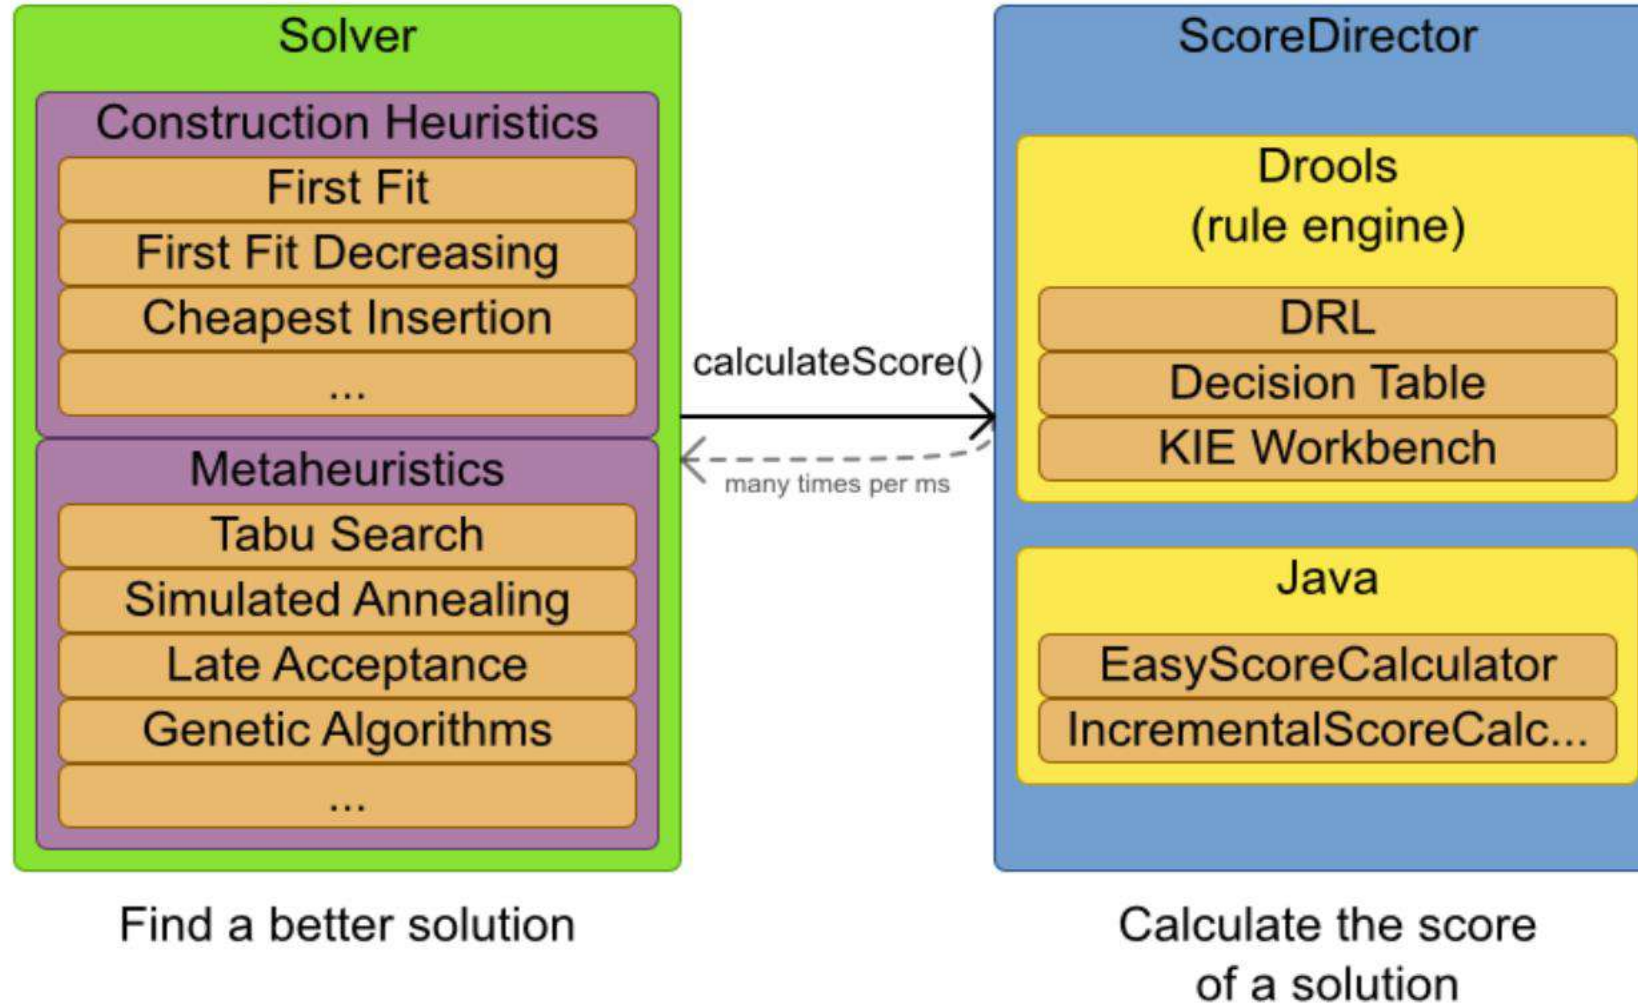 Solver
Construction Heuristics
First Fit
First Fit Decreasing
Cheapest Insertion
...
Metaheuristics
Tabu Search
Simulated Annealing
Late Acceptance
Genetic Algorithms
...
Find a better solution
calculateScore()
many times per ms
ScoreDirector
Drools
(rule engine)
DRL
Decision Table
KIE Workbench
Java
EasyScoreCalculator
IncrementalScoreCalc...
Calculate the score
of a solution